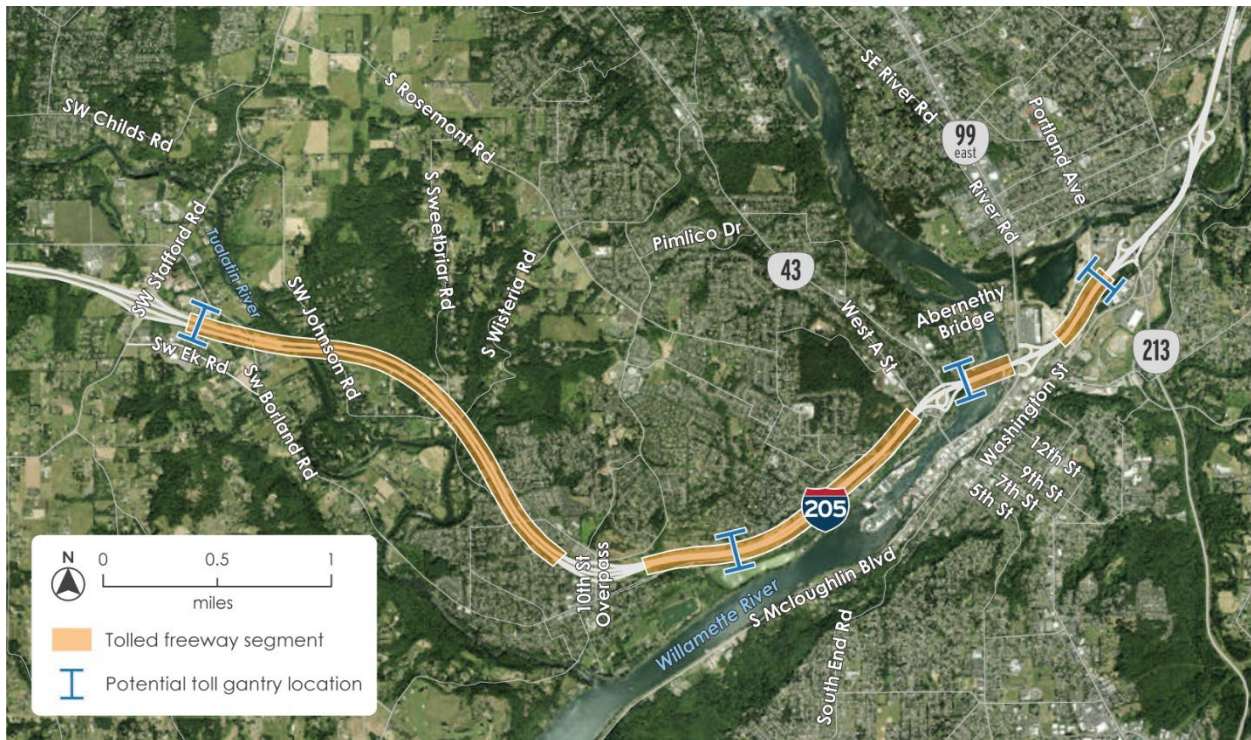 SW Childs Rd
S Rosemont Rd
SE River Rd
99
east
Portland Ave
River Rd
SW Stafford Rd
Tualatin River
S Sweetbriar Rd
Pimlico Dr
43
S Wisteria Rd
SW Johnson Rd
West A St
Abernethy
Bridge
213
Sw Ek Rd
Sw Borland Rd
Washington St
12th St
9th St
7th St
5th St
205
10th St
Overpass
Willamette River
S Mcloughlin Blvd
South-End Rd
N
0
0.5
1
miles
Tolled freeway segment
Potential toll gantry location